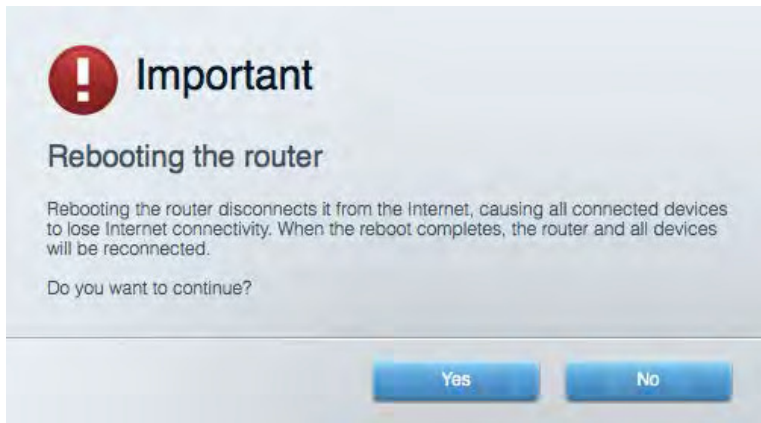 Important
Rebooting the router
Rebooting the router disconnects it from the Internet, causing all connected devices
to lose Internet connectivity. When the reboot completes, the router and all devices
will be reconnected.
Do you want to continue?
Yes
No